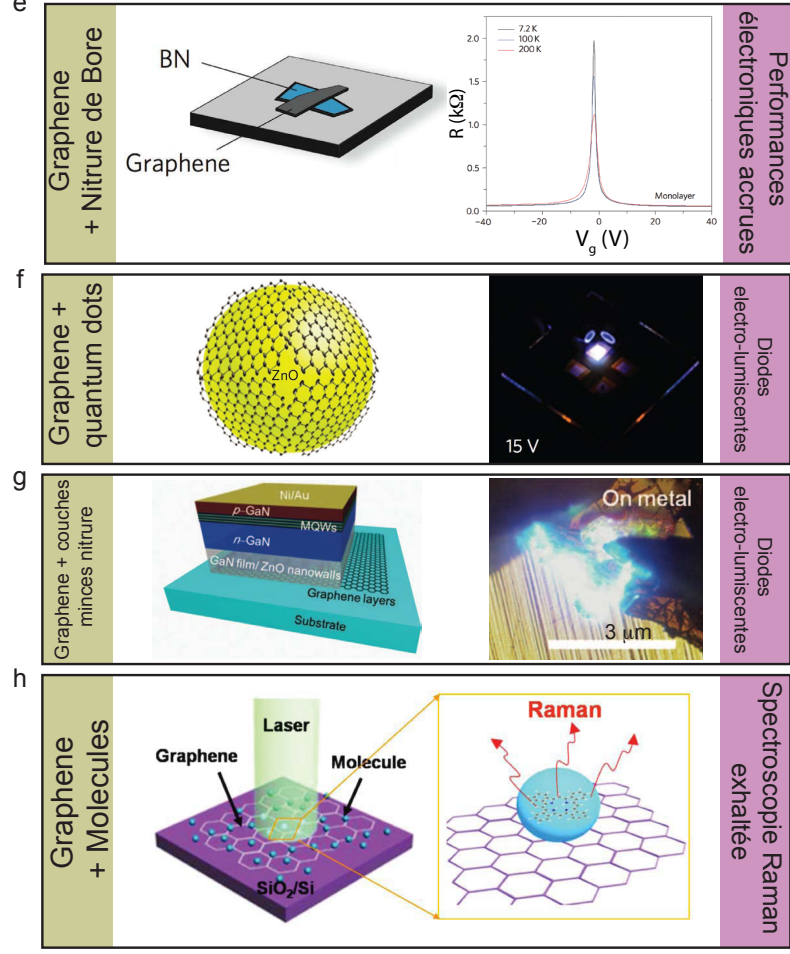 e
Graphene
+ Nitrure de Bore
BN
Graphene
R (kΩ)
2.0
1.5
1.0
0.5
0.0
7.2 K
100 K
200 K
Monolayer
−40
−20
0
20
40
Vg (V)
Performances
électroniques accrues
f
Graphene +
quantum dots
ZnO
15 V
Diodes
electro-lumiscentes
g
Graphene + couches
minces nitrure
Ni/Au
p-GaN
MQWs
n-GaN
GaN film/ ZnO nanowalls
Graphene layers
Substrate
On metal
3 μm
Diodes
electro-lumiscentes
h
Graphene
+ Molecules
Laser
Graphene
Molecule
SiO2/Si
Raman
Spectroscopie Raman
exhaltée